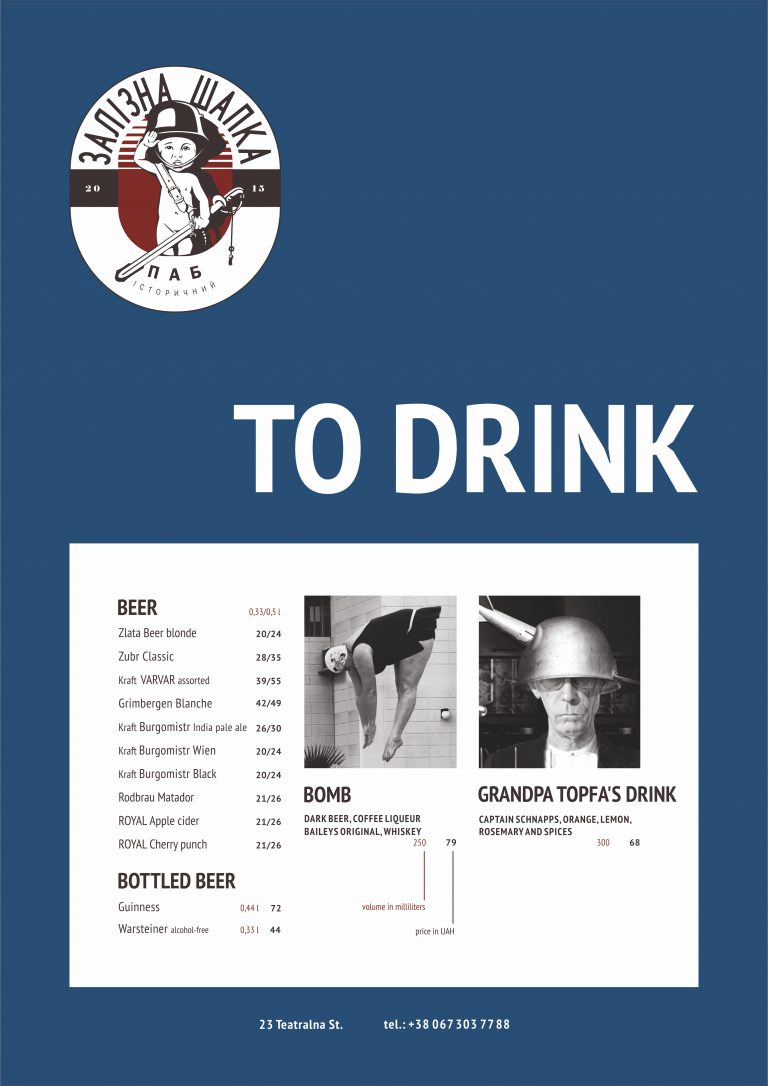 ЗАЛІЗНА ШАПКА
20 15
ПАБ
ІСТОРИЧНИЙ
TO DRINK
BEER 0,33/0,5 l
Zlata Beer blonde 20/24
Zubr Classic 28/35
Kraft VARVAR assorted 39/55
Grimbergen Blanche 42/49
Kraft Burgomistr India pale ale 26/30
Kraft Burgomistr Wien 20/24
Kraft Burgomistr Black 20/24
Rodbrau Matador 21/26
ROYAL Apple cider 21/26
ROYAL Cherry punch 21/26
BOTTLED BEER
Guinness 0,44 l 72
Warsteiner alcohol-free 0,33 l 44
BOMB
DARK BEER, COFFEE LIQUEUR
BAILEYS ORIGINAL, WHISKEY
250 79
volume in milliliters
price in UAH
GRANDPA TOPFA'S DRINK
CAPTAIN SCHNAPPS, ORANGE, LEMON,
ROSEMARY AND SPICES
300 68
23 Teatralna St. tel.: +38 067 303 77 88